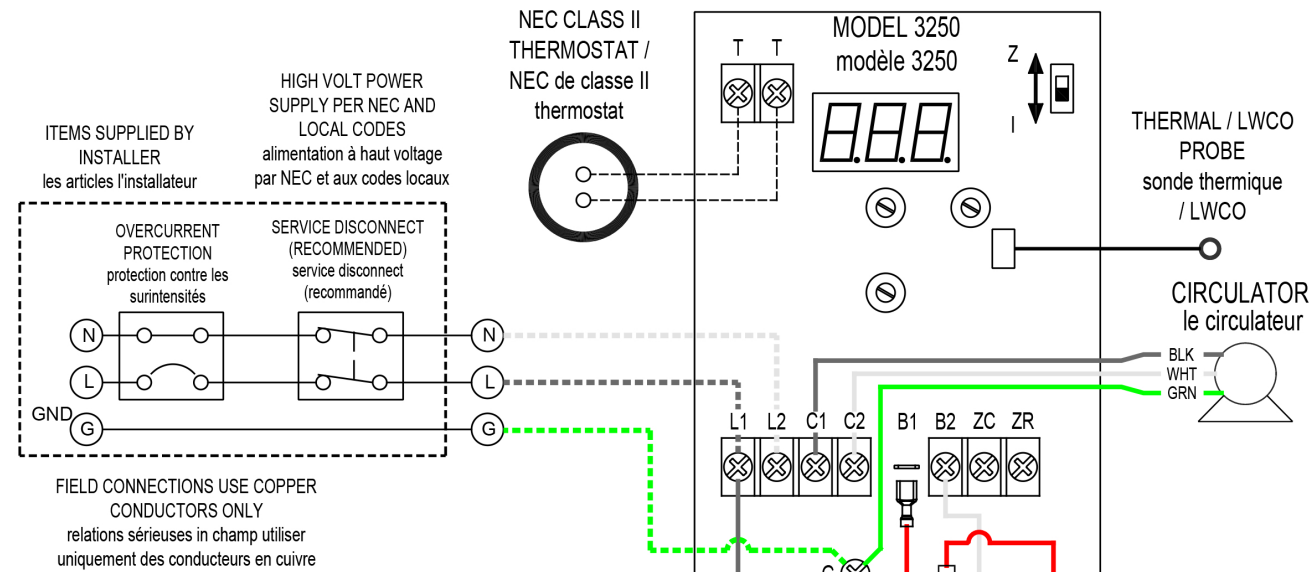 NEC CLASS II
THERMOSTAT /
NEC de classe II
thermostat
T T
MODEL 3250
modèle 3250
8.8.8.
Z
I
THERMAL / LWCO
PROBE
sonde thermique
/ LWCO
HIGH VOLT POWER
SUPPLY PER NEC AND
LOCAL CODES
alimentation à haut voltage
par NEC et aux codes locaux
ITEMS SUPPLIED BY
INSTALLER
les articles l'installateur
OVERCURRENT
PROTECTION
protection contre les
surintensités
SERVICE DISCONNECT
(RECOMMENDED)
service disconnect
(recommandé)
N
L
GND
G
N
L
G
CIRCULATOR
le circulateur
BLK
WHT
GRN
L1 L2 C1 C2 B1 B2 ZC ZR
G
FIELD CONNECTIONS USE COPPER
CONDUCTORS ONLY
relations sérieuses in champ utiliser
uniquement des conducteurs en cuivre